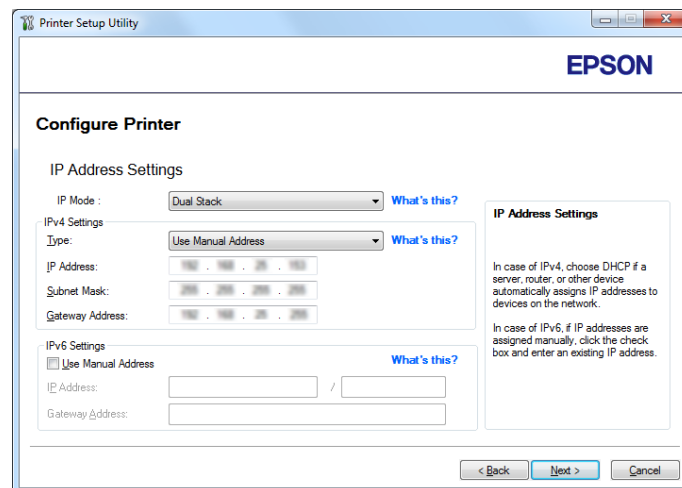 Printer Setup Utility
EPSON
Configure Printer
IP Address Settings
IP Mode :
Dual Stack
What's this?
IPv4 Settings
Type:
Use Manual Address
What's this?
IP Address:
Subnet Mask:
Gateway Address:
IPv6 Settings
Use Manual Address
What's this?
IP Address:
/
Gateway Address:
IP Address Settings
In case of IPv4, choose DHCP if a
server, router, or other device
automatically assigns IP addresses to
devices on the network.
In case of IPv6, if IP addresses are
assigned manually, click the check
box and enter an existing IP address.
< Back
Next >
Cancel